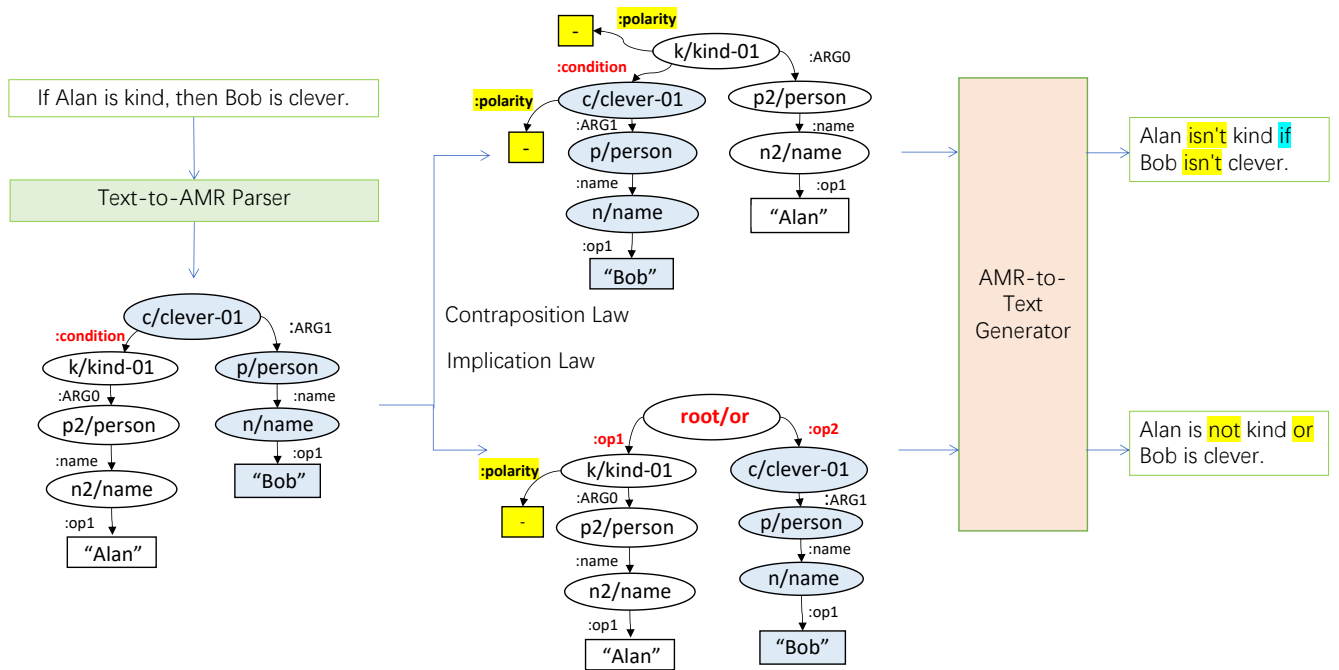 If Alan is kind, then Bob is clever.
Text-to-AMR Parser
c/clever-01
:condition
:ARG1
k/kind-01
p/person
:ARG0
:name
p2/person
n/name
:name
:op1
n2/name
"Bob"
:op1
"Alan"
:polarity
-
k/kind-01
:condition
:ARG0
c/clever-01
p2/person
:polarity
-
:ARG1
:name
p/person
n2/name
:name
:op1
n/name
"Alan"
:op1
"Bob"
Contraposition Law
Implication Law
root/or
:op1
:op2
k/kind-01
c/clever-01
:polarity
-
:ARG0
:ARG1
p2/person
p/person
:name
:name
n2/name
n/name
:op1
:op1
"Alan"
"Bob"
AMR-to-
Text
Generator
Alan isn't kind if
Bob isn't clever.
Alan is not kind or
Bob is clever.